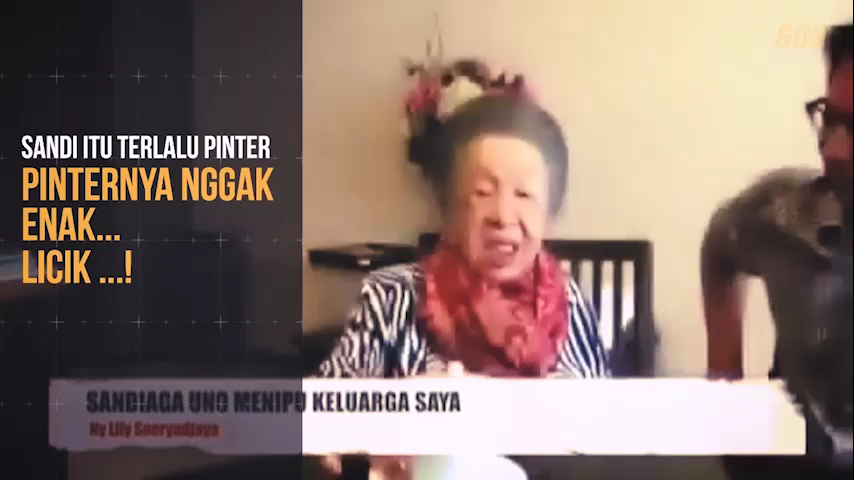 SANDI ITU TERLALU PINTER
PINTERNYA NGGAK
ENAK...
LICIK ...!
SANDIAGA UNO MENIPU KELUARGA SAYA
Ny Lily Soeryadjaya